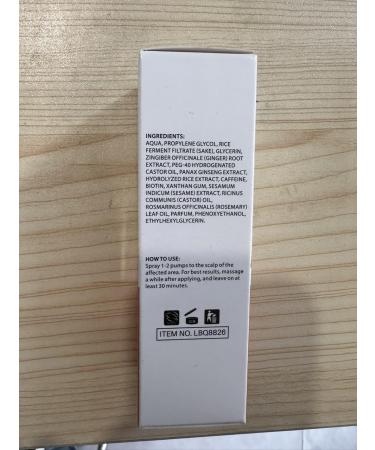 INGREDIENTS:
AQUA, PROPYLENE GLYCOL, RICE
FERMENT FILTRATE (SAKE), GLYCERIN,
ZINGIBER OFFICINALE (GINGER) ROOT
EXTRACT, PEG-40 HYDROGENATED
CASTOR OIL, PANAX GINSENG EXTRACT,
HYDROLYZED RICE EXTRACT, CAFFEINE,
BIOTIN, XANTHAN GUM, SESAMUM
INDICUM (SESAME) EXTRACT, RICINUS
COMMUNIS (CASTOR) OIL,
ROSMARINUS OFFICINALIS (ROSEMARY)
LEAF OIL, PARFUM, PHENOXYETHANOL,
ETHYLHEXYLGLYCERIN.
HOW TO USE:
Spray 1-2 pumps to the scalp of the
affected area. For best results, massage
a while after applying, and leave on at
least 30 minutes.
ITEM NO. LBQ8826